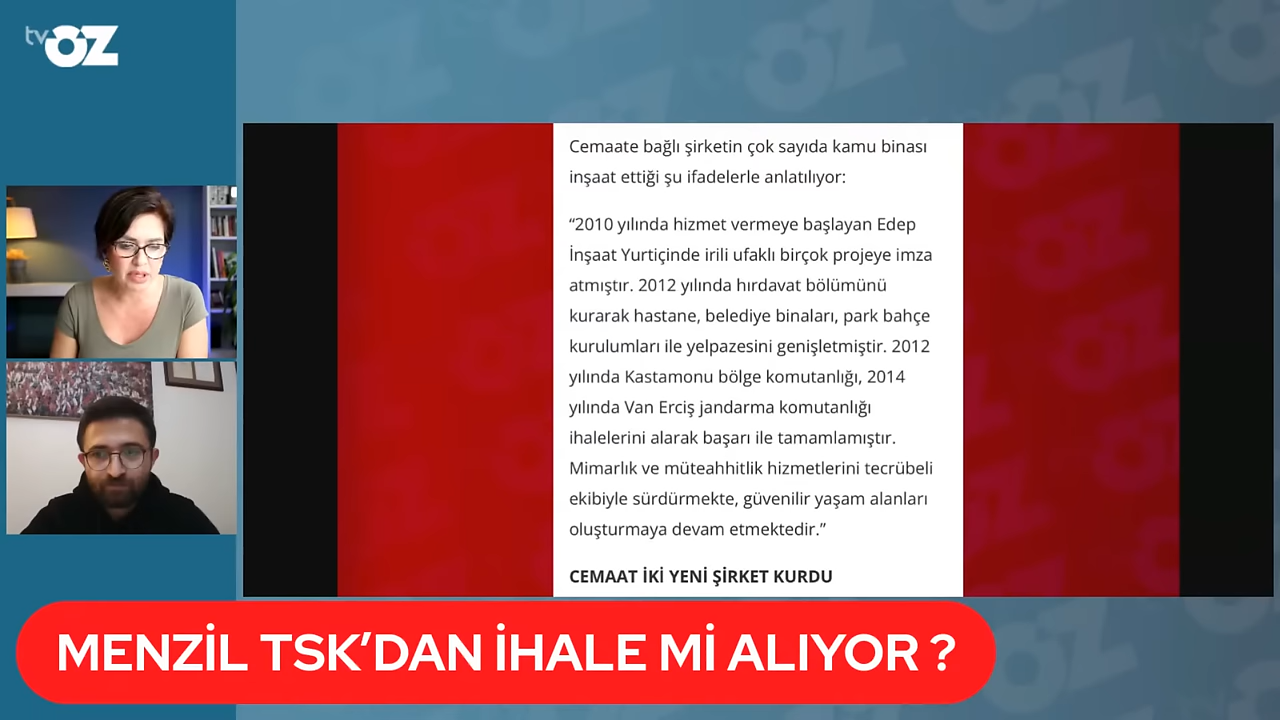 tvOZ
Cemaate bağlı şirketin çok sayıda kamu binası
inşaat ettiği şu ifadelerle anlatılıyor:
“2010 yılında hizmet vermeye başlayan Edep
İnşaat Yurtiçinde irili ufaklı birçok projeye imza
atmıştır. 2012 yılında hırdavat bölümünü
kurarak hastane, belediye binaları, park bahçe
kurulumları ile yelpazesini genişletmiştir. 2012
yılında Kastamonu bölge komutanlığı, 2014
yılında Van Erciş jandarma komutanlığı
ihalelerini alarak başarı ile tamamlamıştır.
Mimarlık ve müteahhitlik hizmetlerini tecrübeli
ekibiyle sürdürmekte, güvenilir yaşam alanları
oluşturmaya devam etmektedir.”
CEMAAT İKİ YENİ ŞİRKET KURDU
MENZİL TSK’DAN İHALE Mİ ALIYOR ?